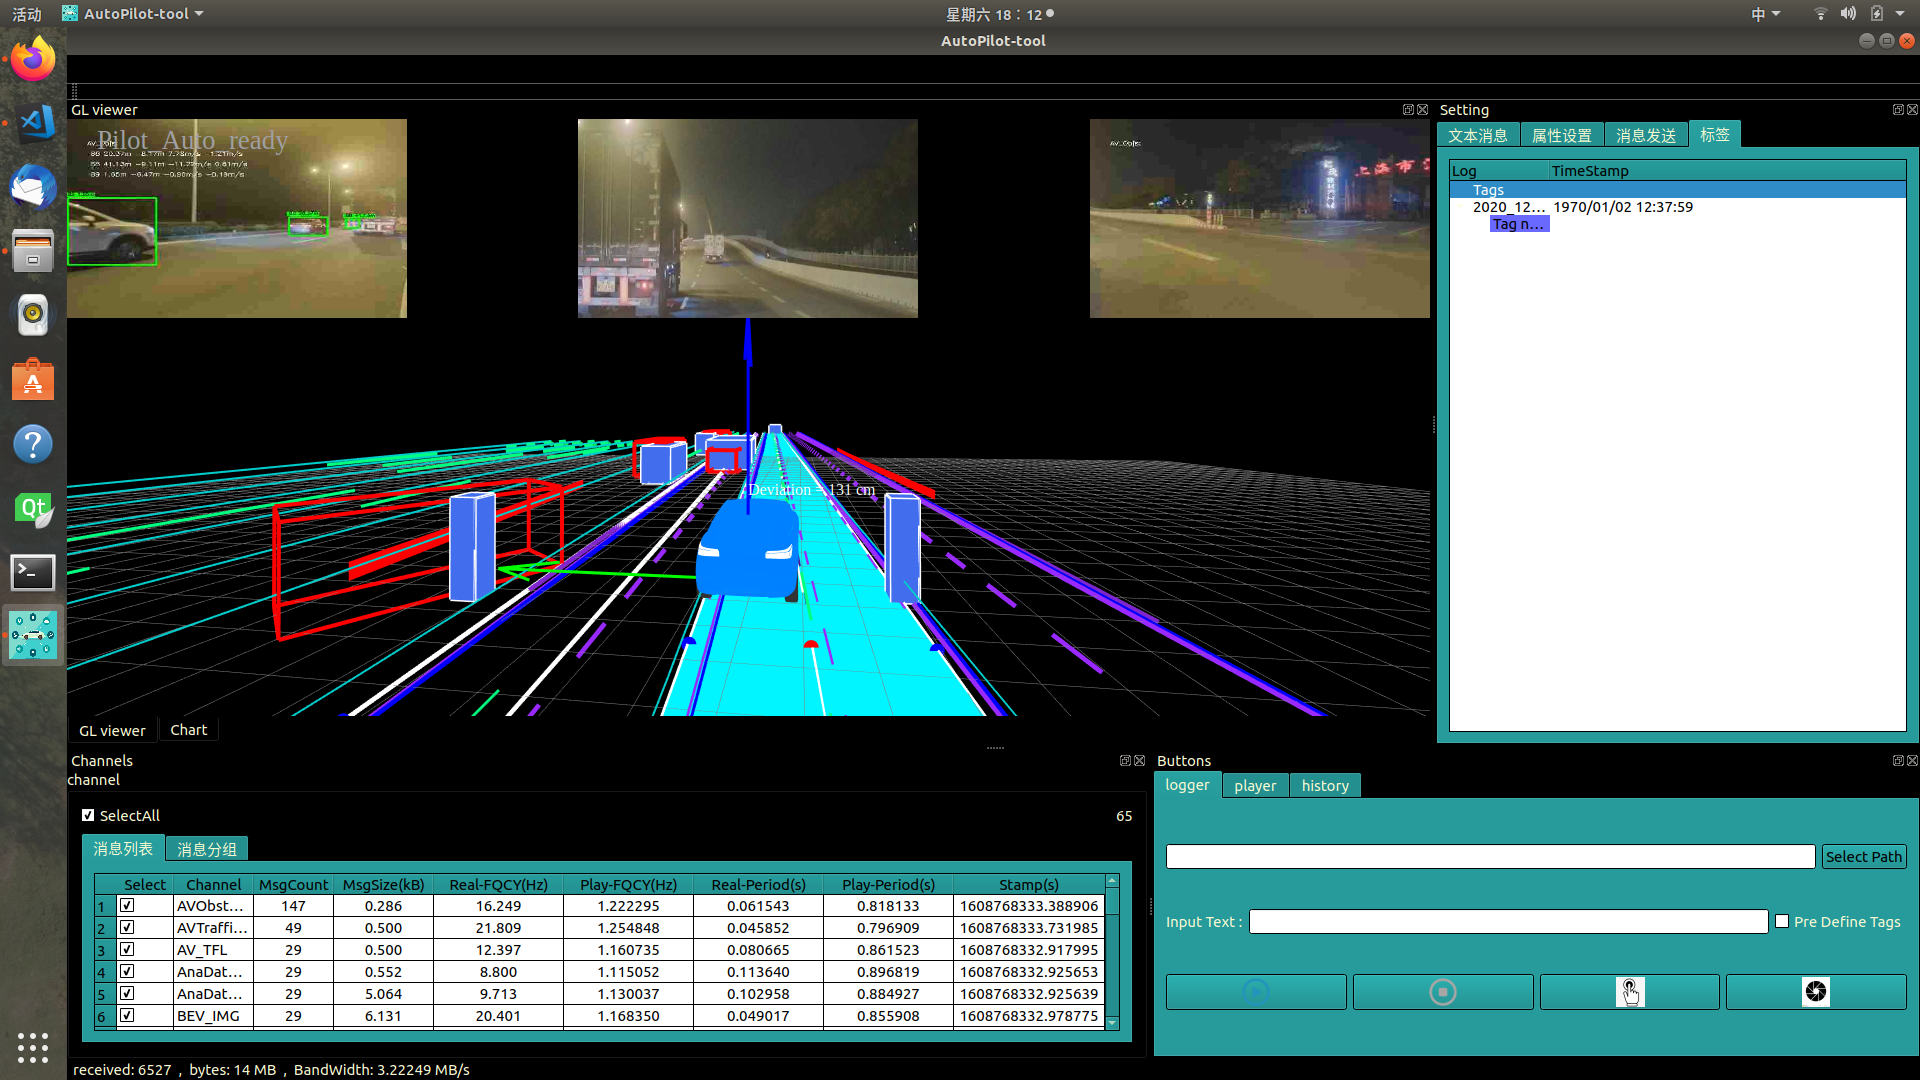 活动 AutoPilot-tool 星期六 18：12 中
AutoPilot-tool
GL viewer
Pilot_Auto_ready
AV_Objs:
AV_Objs:
Deviation = 131 cm
GL viewer Chart
Setting
文本消息 属性设置 消息发送 标签
Log TimeStamp
Tags
2020_12... 1970/01/02 12:37:59
Tag n...
Channels
channel
SelectAll 65
消息列表 消息分组
Select Channel MsgCount MsgSize(kB) Real-FQCY(Hz) Play-FQCY(Hz) Real-Period(s) Play-Period(s) Stamp(s)
1 AVObst... 147 0.286 16.249 1.222295 0.061543 0.818133 1608768333.388906
2 AVTraffi... 49 0.500 21.809 1.254848 0.045852 0.796909 1608768333.731985
3 AV_TFL 29 0.500 12.397 1.160735 0.080665 0.861523 1608768332.917995
4 AnaDat... 29 0.552 8.800 1.115052 0.113640 0.896819 1608768332.925653
5 AnaDat... 29 5.064 9.713 1.130037 0.102958 0.884927 1608768332.925639
6 BEV_IMG 29 6.131 20.401 1.168350 0.049017 0.855908 1608768332.978775
received: 6527 , bytes: 14 MB , BandWidth: 3.22249 MB/s
Buttons
logger player history
Select Path
Input Text : Pre Define Tags